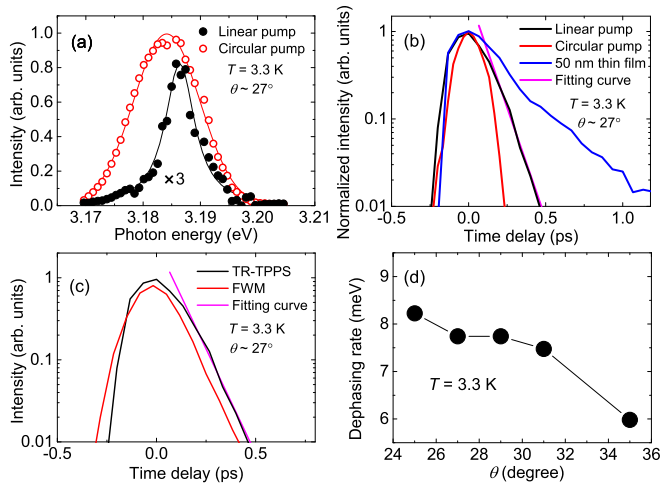 (a)
Linear pump
Circular pump
T = 3.3 K
θ ~ 27°
×3
Intensity (arb. units)
1.0
0.8
0.6
0.4
0.2
0.0
3.17 3.18 3.19 3.20 3.21
Photon energy (eV)
(b)
Linear pump
Circular pump
50 nm thin film
Fitting curve
T = 3.3 K
θ ~ 27°
Normalized intensity (arb. units)
1
0.1
0.01
-0.5 0.0 0.5 1.0
Time delay (ps)
(c)
TR-TPPS
FWM
Fitting curve
T = 3.3 K
θ ~ 27°
Intensity (arb. units)
1
0.1
0.01
-0.5 0.0 0.5
Time delay (ps)
(d)
T = 3.3 K
Dephasing rate (meV)
9
8
7
6
24 26 28 30 32 34 36
θ (degree)